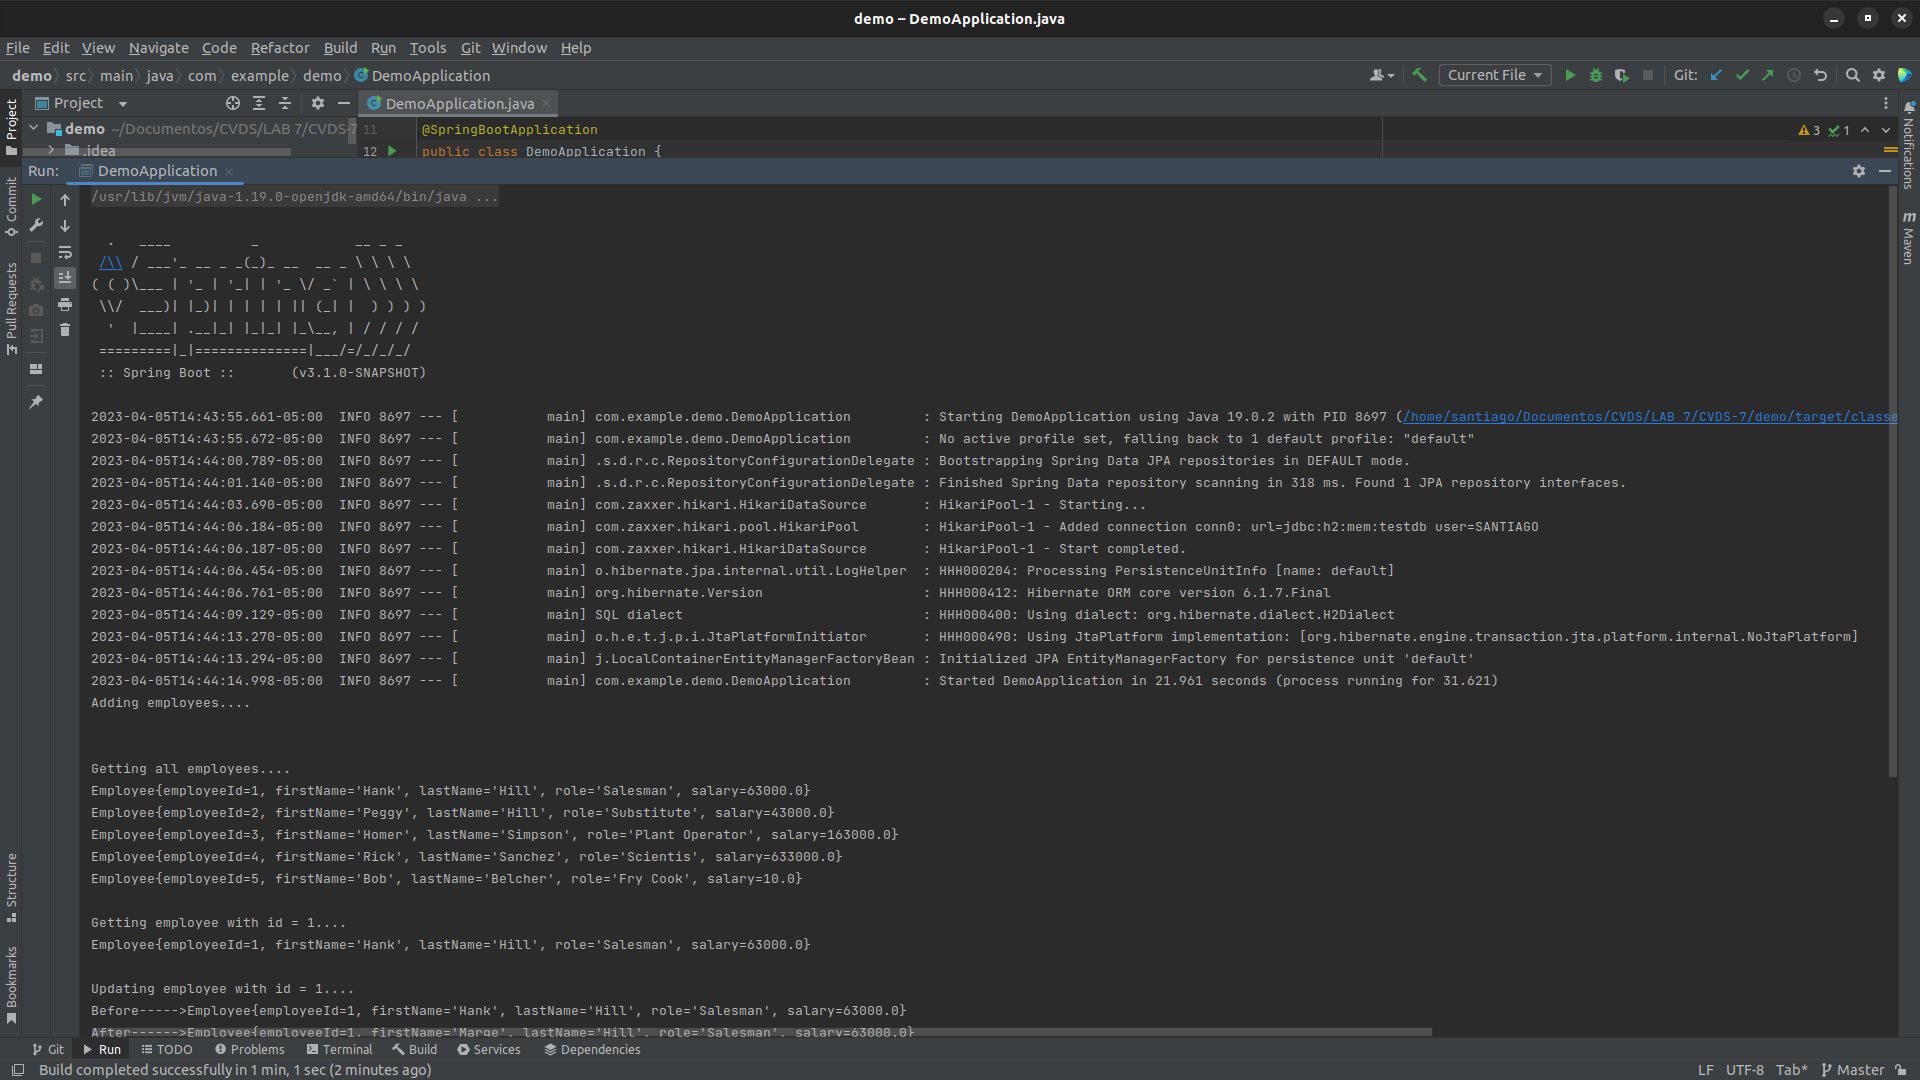 demo – DemoApplication.java
File Edit View Navigate Code Refactor Build Run Tools Git Window Help
demo src main java com example demo DemoApplication
Current File
Git:
Project
DemoApplication.java
demo ~/Documentos/CVDS/LAB 7/CVDS-7
.idea
11 @SpringBootApplication
12 public class DemoApplication {
3 1
Run: DemoApplication
/usr/lib/jvm/java-1.19.0-openjdk-amd64/bin/java ...
  .   ____          _            __ _ _
 /\\ / ___'_ __ _ _(_)_ __  __ _ \ \ \ \
( ( )\___ | '_ | '_| | '_ \/ _` | \ \ \ \
 \\/  ___)| |_)| | | | | || (_| |  ) ) ) )
  '  |____| .__|_| |_|_| |_\__, | / / / /
 =========|_|==============|___/=/_/_/_/
 :: Spring Boot ::       (v3.1.0-SNAPSHOT)
2023-04-05T14:43:55.661-05:00  INFO 8697 --- [           main] com.example.demo.DemoApplication         : Starting DemoApplication using Java 19.0.2 with PID 8697 (/home/santiago/Documentos/CVDS/LAB 7/CVDS-7/demo/target/classe
2023-04-05T14:43:55.672-05:00  INFO 8697 --- [           main] com.example.demo.DemoApplication         : No active profile set, falling back to 1 default profile: "default"
2023-04-05T14:44:00.789-05:00  INFO 8697 --- [           main] .s.d.r.c.RepositoryConfigurationDelegate : Bootstrapping Spring Data JPA repositories in DEFAULT mode.
2023-04-05T14:44:01.140-05:00  INFO 8697 --- [           main] .s.d.r.c.RepositoryConfigurationDelegate : Finished Spring Data repository scanning in 318 ms. Found 1 JPA repository interfaces.
2023-04-05T14:44:03.690-05:00  INFO 8697 --- [           main] com.zaxxer.hikari.HikariDataSource       : HikariPool-1 - Starting...
2023-04-05T14:44:06.184-05:00  INFO 8697 --- [           main] com.zaxxer.hikari.pool.HikariPool        : HikariPool-1 - Added connection conn0: url=jdbc:h2:mem:testdb user=SANTIAGO
2023-04-05T14:44:06.187-05:00  INFO 8697 --- [           main] com.zaxxer.hikari.HikariDataSource       : HikariPool-1 - Start completed.
2023-04-05T14:44:06.454-05:00  INFO 8697 --- [           main] o.hibernate.jpa.internal.util.LogHelper  : HHH000204: Processing PersistenceUnitInfo [name: default]
2023-04-05T14:44:06.761-05:00  INFO 8697 --- [           main] org.hibernate.Version                    : HHH000412: Hibernate ORM core version 6.1.7.Final
2023-04-05T14:44:09.129-05:00  INFO 8697 --- [           main] SQL dialect                              : HHH000400: Using dialect: org.hibernate.dialect.H2Dialect
2023-04-05T14:44:13.270-05:00  INFO 8697 --- [           main] o.h.e.t.j.p.i.JtaPlatformInitiator       : HHH000490: Using JtaPlatform implementation: [org.hibernate.engine.transaction.jta.platform.internal.NoJtaPlatform]
2023-04-05T14:44:13.294-05:00  INFO 8697 --- [           main] j.LocalContainerEntityManagerFactoryBean : Initialized JPA EntityManagerFactory for persistence unit 'default'
2023-04-05T14:44:14.998-05:00  INFO 8697 --- [           main] com.example.demo.DemoApplication         : Started DemoApplication in 21.961 seconds (process running for 31.621)
Adding employees....
Getting all employees....
Employee{employeeId=1, firstName='Hank', lastName='Hill', role='Salesman', salary=63000.0}
Employee{employeeId=2, firstName='Peggy', lastName='Hill', role='Substitute', salary=43000.0}
Employee{employeeId=3, firstName='Homer', lastName='Simpson', role='Plant Operator', salary=163000.0}
Employee{employeeId=4, firstName='Rick', lastName='Sanchez', role='Scientis', salary=633000.0}
Employee{employeeId=5, firstName='Bob', lastName='Belcher', role='Fry Cook', salary=10.0}
Getting employee with id = 1....
Employee{employeeId=1, firstName='Hank', lastName='Hill', role='Salesman', salary=63000.0}
Updating employee with id = 1....
Before----->Employee{employeeId=1, firstName='Hank', lastName='Hill', role='Salesman', salary=63000.0}
After------>Employee{employeeId=1, firstName='Marge', lastName='Hill', role='Salesman', salary=63000.0}
Project
Commit
Pull Requests
Structure
Bookmarks
Notifications
m Maven
Git Run TODO Problems Terminal Build Services Dependencies
Build completed successfully in 1 min, 1 sec (2 minutes ago)
LF UTF-8 Tab* Master